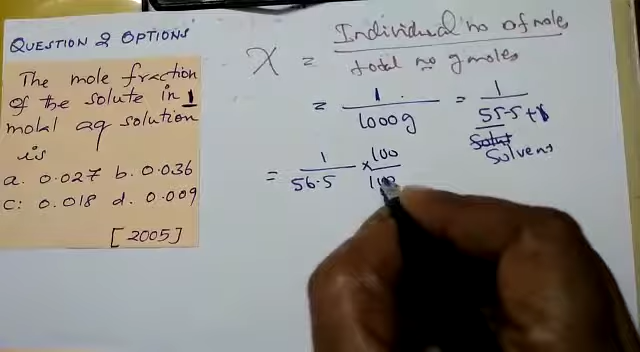 QUESTION 2 OPTIONS
The mole fraction
of the solute in 1
molal aq solution
is
a. 0.027 b. 0.036
c: 0.018 d. 0.009
[2005]
X = Individual no of moles
total no of moles
= 1 / 1000g = 1 / 55.5+1
Solvent
= 1 / 56.5 × 100